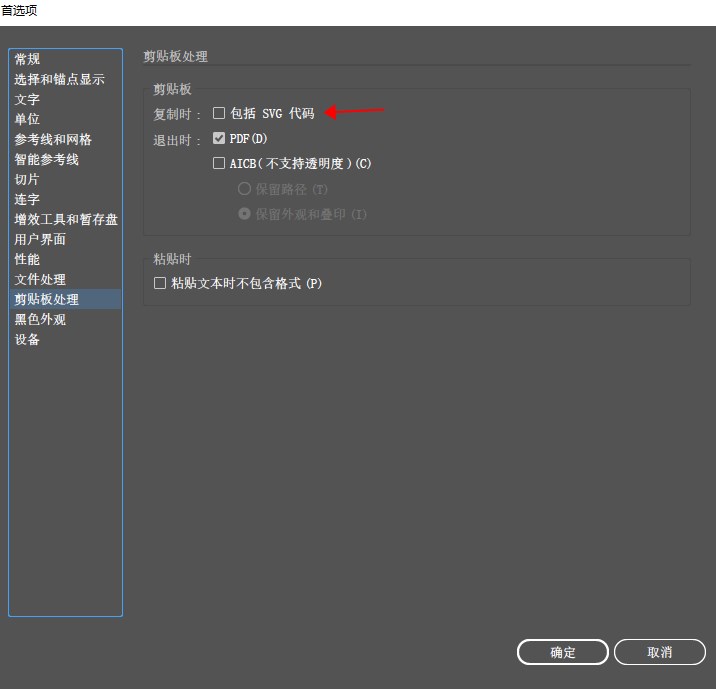 首选项
常规
选择和锚点显示
文字
单位
参考线和网格
智能参考线
切片
连字
增效工具和暂存盘
用户界面
性能
文件处理
剪贴板处理
黑色外观
设备
剪贴板处理
剪贴板
复制时： 包括 SVG 代码
退出时： PDF(D)
AICB(不支持透明度)(C)
保留路径(T)
保留外观和叠印(I)
粘贴时
粘贴文本时不包含格式(P)
确定 取消